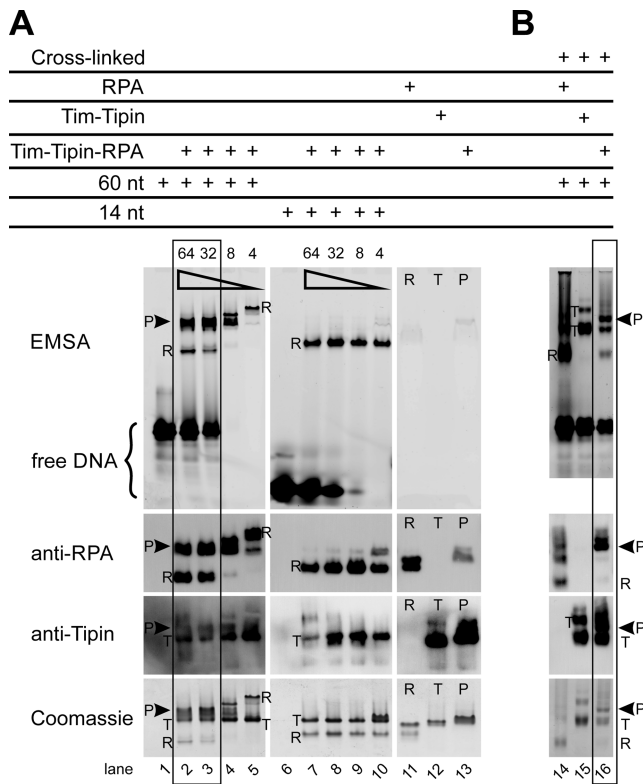 A B
Cross-linked + + +
RPA + +
Tim-Tipin + +
Tim-Tipin-RPA + + + + + + + + + +
60 nt + + + + + + + +
14 nt + + + + +
64 32 8 4 64 32 8 4
R R T P
EMSA P R R T T R P
free DNA
anti-RPA P R R R R T P P R
anti-Tipin P T T R T P T P T
Coomassie P T R R T T R R T P P T R
lane 1 2 3 4 5 6 7 8 9 10 11 12 13 14 15 16